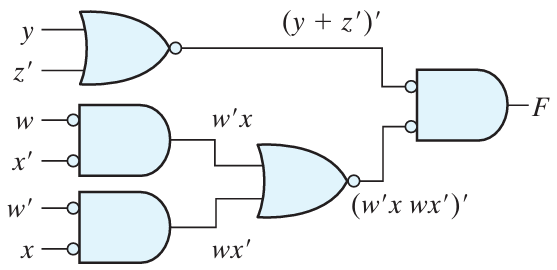 y
(y + z′)′
z′
F
w
w′x
x′
w′
(w′x wx′)′
x
wx′